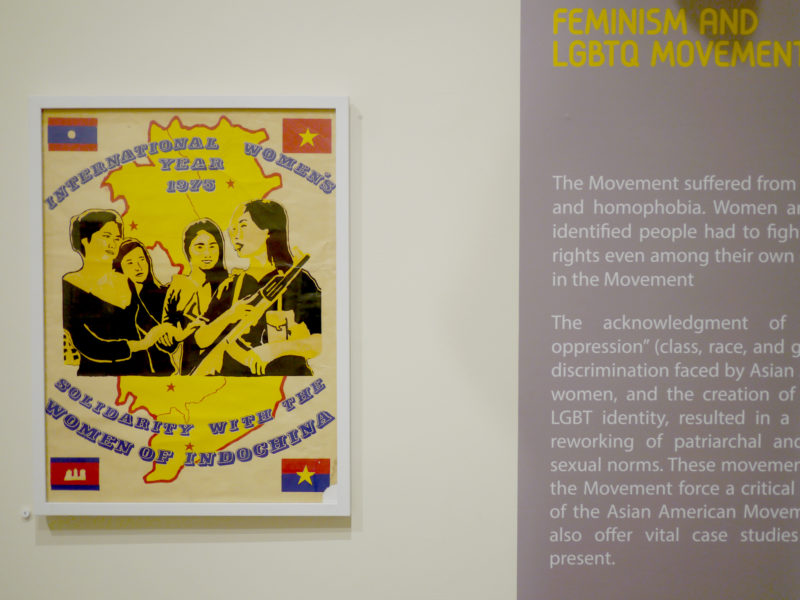 INTERNATIONAL WOMEN'S
YEAR
1975
SOLIDARITY WITH THE
WOMEN OF INDOCHINA
FEMINISM AND
LGBTQ MOVEMENT
The Movement suffered from
and homophobia. Women
identified people had to
rights even among their own
in the Movement
The acknowledgment of
oppression" (class, race, and
discrimination faced by Asian
women, and the creation of
LGBT identity, resulted in a
reworking of patriarchal and
sexual norms. These
the Movement force a critical
of the Asian American
also offer vital case studies
present.